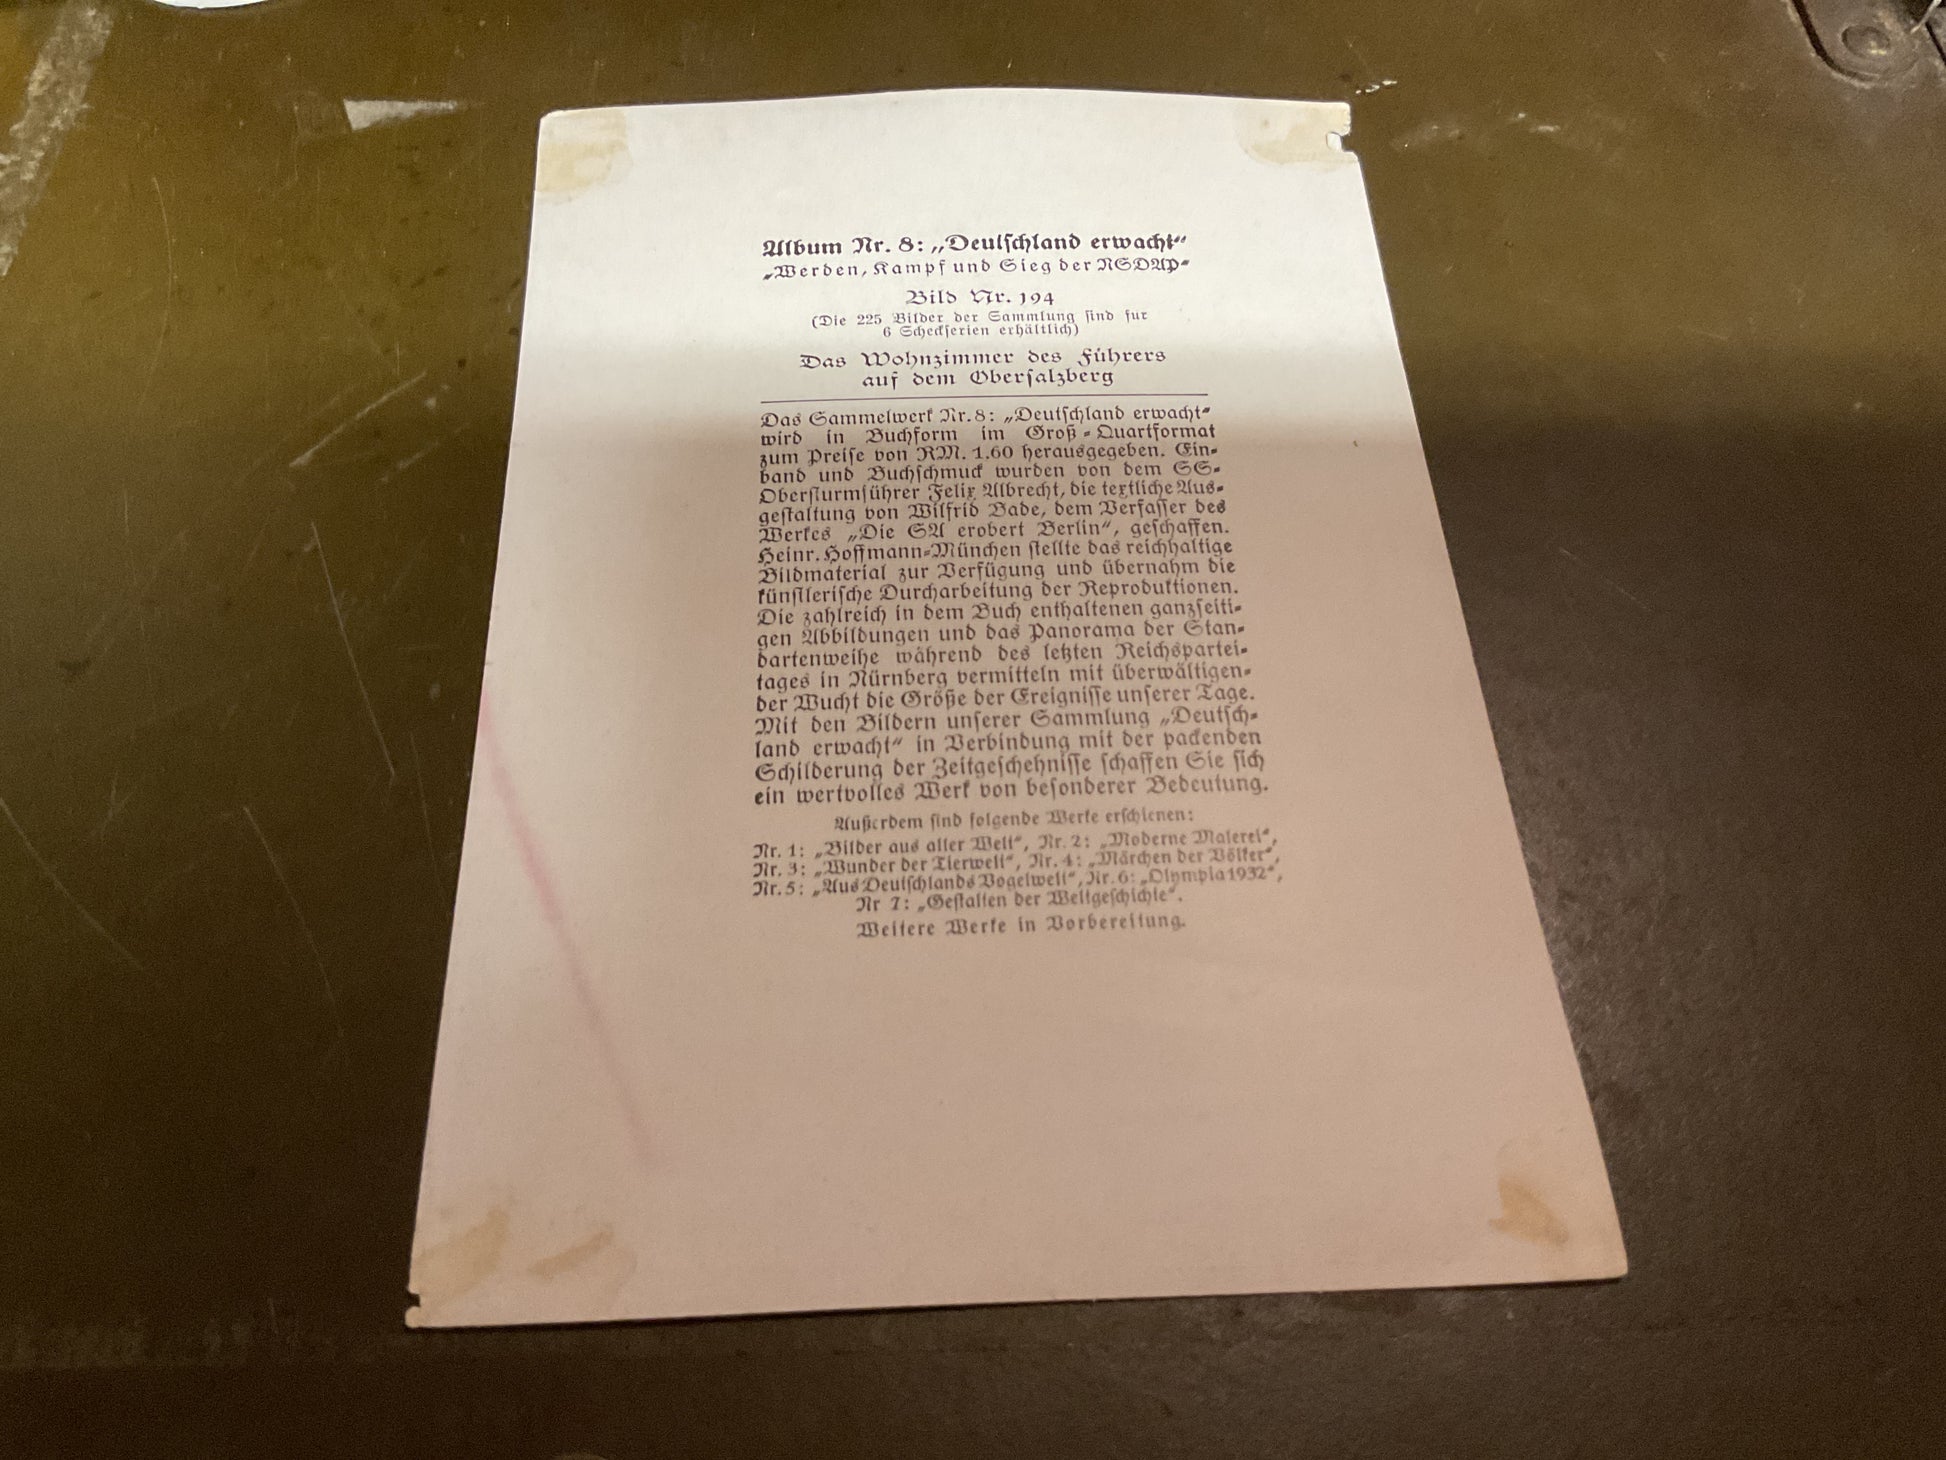 Album Nr. 8: „Deutschland erwacht“
„Werden, Kampf und Sieg der NSDAP“
Bild Nr. 194
(Die 225 Bilder der Sammlung sind für
6 Scheckserien erhältlich)
Das Wohnzimmer des Führers
auf dem Obersalzberg
Das Sammelwerk Nr. 8: „Deutschland erwacht“
wird in Buchform im Groß-Quartformat
zum Preise von RM. 1.60 herausgegeben. Ein-
band und Buchschmuck wurden von dem SS-
Obersturmführer Felix Albrecht, die textliche Aus-
gestaltung von Wilfrid Bade, dem Verfasser des
Werkes „Die SA erobert Berlin“, geschaffen.
Heinr. Hoffmann-München stellte das reichhaltige
Bildmaterial zur Verfügung und übernahm die
künstlerische Durcharbeitung der Reproduktionen.
Die zahlreich in dem Buch enthaltenen ganzseiti-
gen Abbildungen und das Panorama der Stan-
dartenweihe während des letzten Reichspartei-
tages in Nürnberg vermitteln mit überwältigen-
der Wucht die Größe der Ereignisse unserer Tage.
Mit den Bildern unserer Sammlung „Deutsch-
land erwacht“ in Verbindung mit der packenden
Schilderung der Zeitgeschehnisse schaffen Sie sich
ein wertvolles Werk von besonderer Bedeutung.
Außerdem sind folgende Werke erschienen:
Nr. 1: „Bilder aus aller Welt“, Nr. 2: „Moderne Malerei“,
Nr. 3: „Wunder der Tierwelt“, Nr. 4: „Märchen der Völker“,
Nr. 5: „Aus Deutschlands Vogelwelt“, Nr. 6: „Olympia 1932“,
Nr 7: „Gestalten der Weltgeschichte“.
Weitere Werke in Vorbereitung.